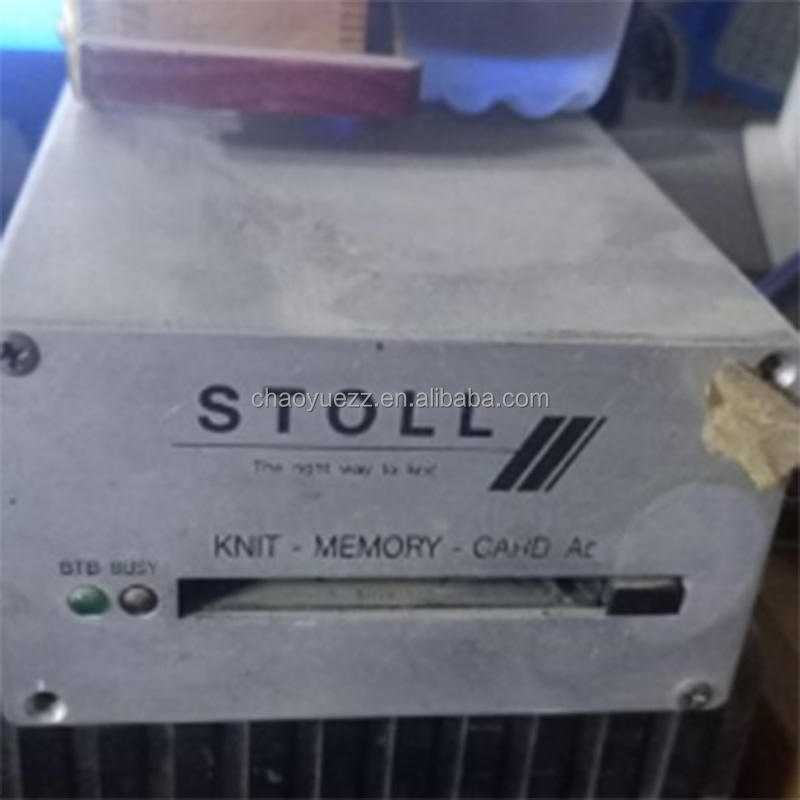 STOLL
chaoyuezz.en.alibaba.com
The right way to knit
KNIT - MEMORY - CARD
BTB BUSY